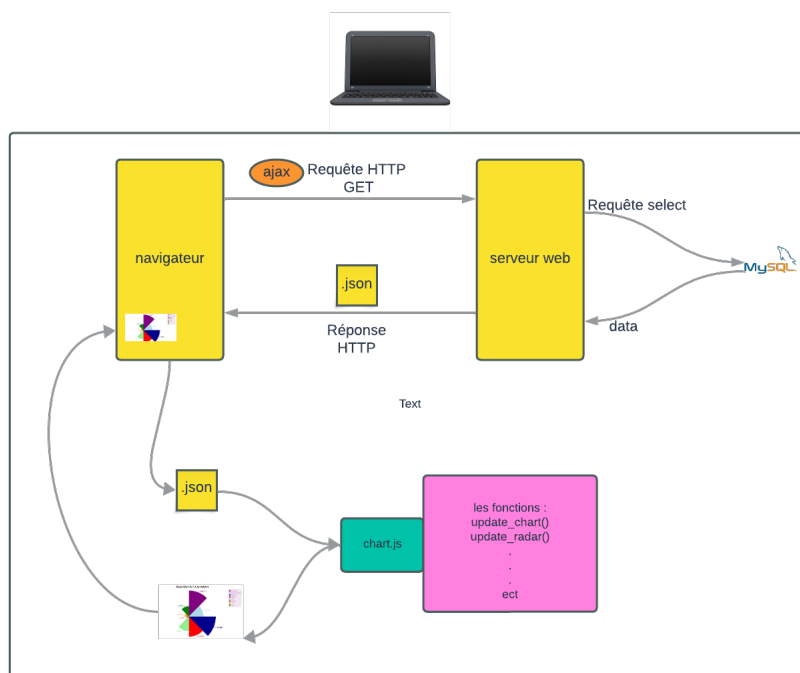 ajax
Requête HTTP
GET
Requête select
navigateur
serveur web
MySQL
.json
Réponse
HTTP
data
Text
.json
chart.js
les fonctions :
update_chart()
update_radar()
.
.
.
ect